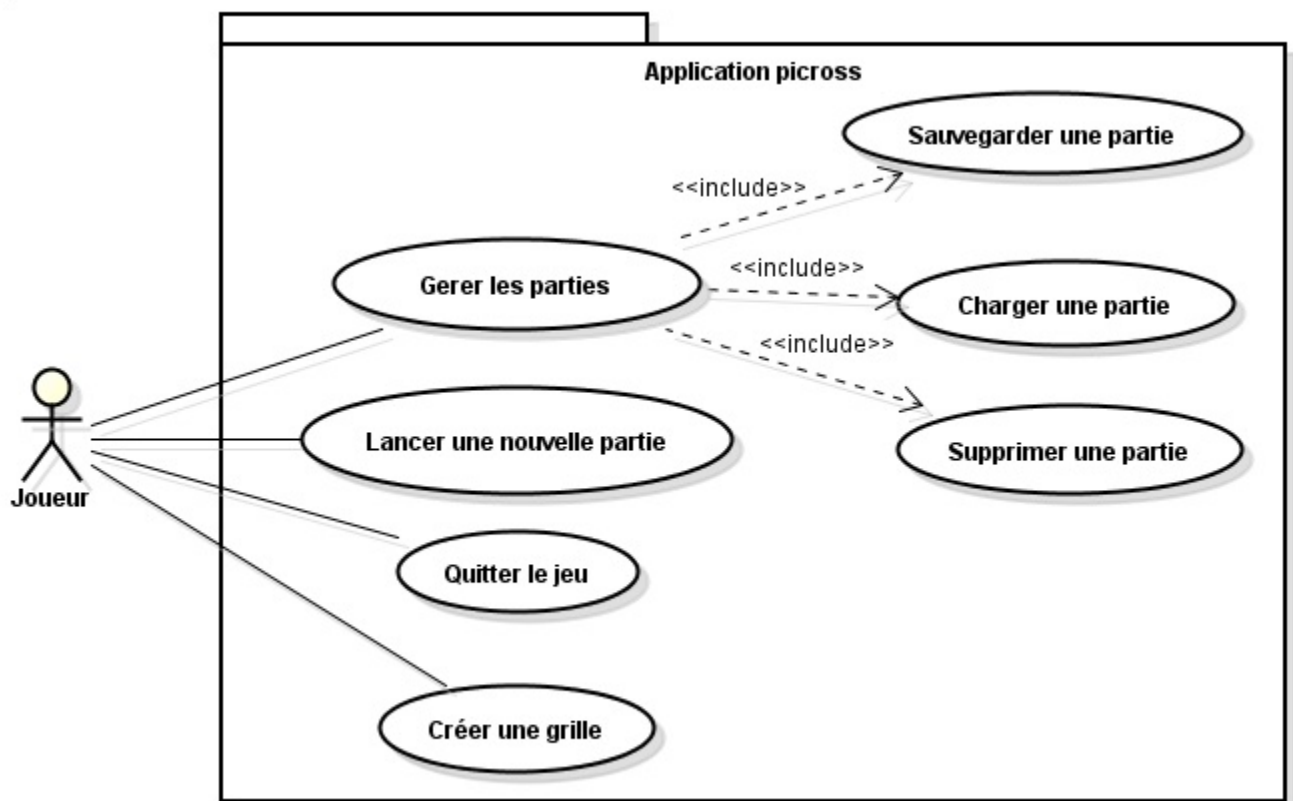 Application picross
Sauvegarder une partie
<<include>>
Gerer les parties
<<include>>
Charger une partie
<<include>>
Lancer une nouvelle partie
Supprimer une partie
Joueur
Quitter le jeu
Créer une grille